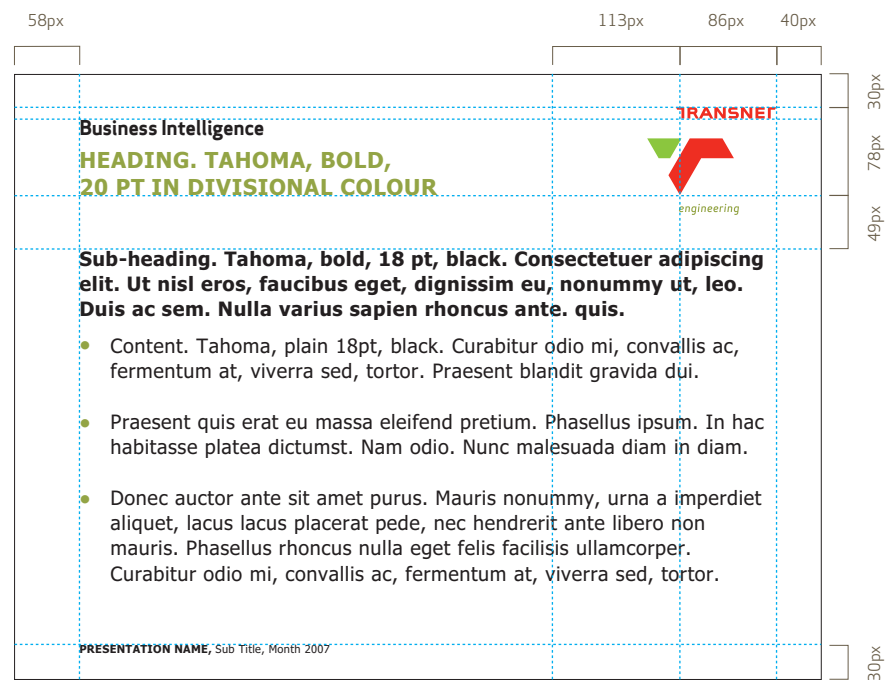 58px
113px
86px
40px
30px
TRANSNET
Business Intelligence
HEADING. TAHOMA, BOLD,
20 PT IN DIVISIONAL COLOUR
78px
engineering
49px
Sub-heading. Tahoma, bold, 18 pt, black. Consectetuer adipiscing
elit. Ut nisl eros, faucibus eget, dignissim eu, nonummy ut, leo.
Duis ac sem. Nulla varius sapien rhoncus ante. quis.
• Content. Tahoma, plain 18pt, black. Curabitur odio mi, convallis ac,
fermentum at, viverra sed, tortor. Praesent blandit gravida dui.
• Praesent quis erat eu massa eleifend pretium. Phasellus ipsum. In hac
habitasse platea dictumst. Nam odio. Nunc malesuada diam in diam.
• Donec auctor ante sit amet purus. Mauris nonummy, urna a imperdiet
aliquet, lacus lacus placerat pede, nec hendrerit ante libero non
mauris. Phasellus rhoncus nulla eget felis facilisis ullamcorper.
Curabitur odio mi, convallis ac, fermentum at, viverra sed, tortor.
PRESENTATION NAME, Sub Title, Month 2007
30px